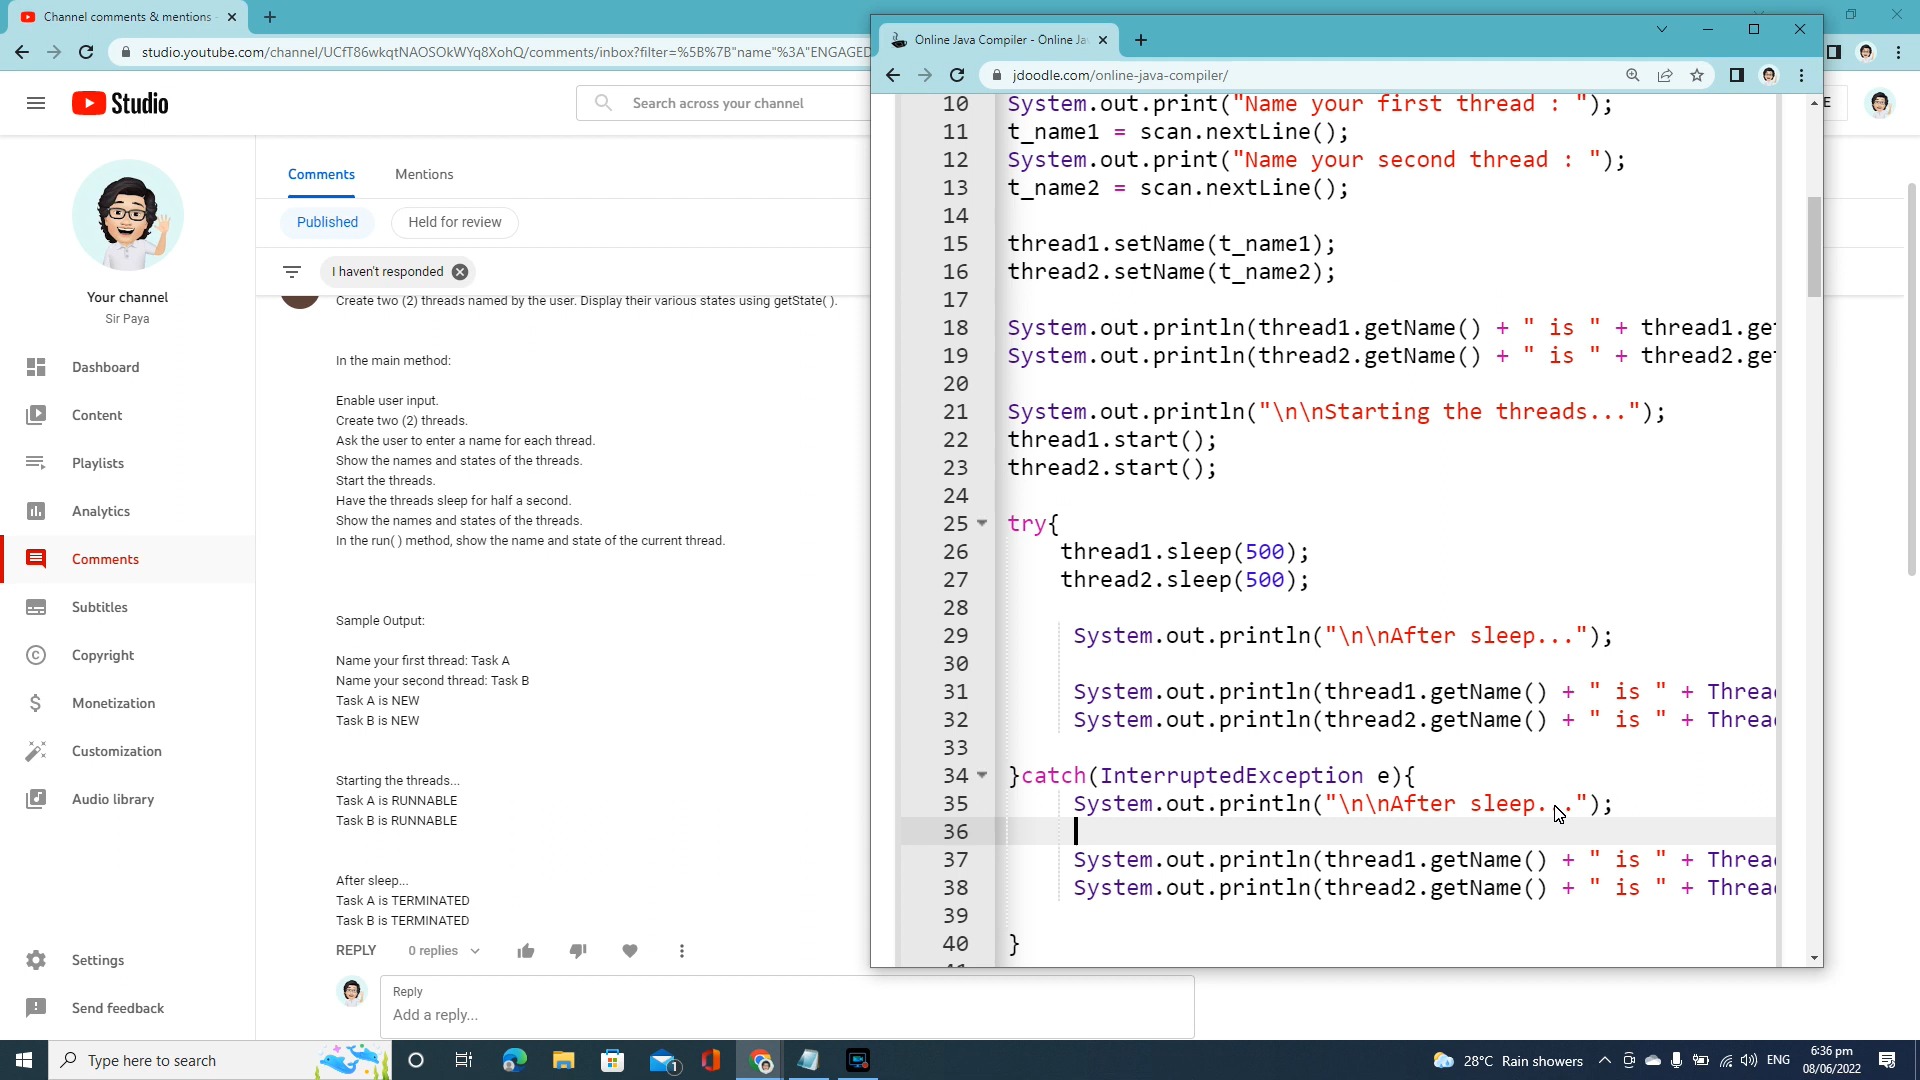 Channel comments & mentions -
studio.youtube.com/channel/UCfT86wkqtNAOSOkWYq8XohQ/comments/inbox?filter=%5B%7B"name"%3A"ENGAGED
Studio
Search across your channel
Your channel
Sir Paya
Dashboard
Content
Playlists
Analytics
Comments
Subtitles
Copyright
Monetization
Customization
Audio library
Settings
Send feedback
Comments
Mentions
Published
Held for review
I haven't responded
Create two (2) threads named by the user. Display their various states using getState( ).
In the main method:
Enable user input.
Create two (2) threads.
Ask the user to enter a name for each thread.
Show the names and states of the threads.
Start the threads.
Have the threads sleep for half a second.
Show the names and states of the threads.
In the run( ) method, show the name and state of the current thread.
Sample Output:
Name your first thread: Task A
Name your second thread: Task B
Task A is NEW
Task B is NEW
Starting the threads...
Task A is RUNNABLE
Task B is RUNNABLE
After sleep...
Task A is TERMINATED
Task B is TERMINATED
REPLY 0 replies
Reply
Add a reply...
Online Java Compiler - Online Ja
jdoodle.com/online-java-compiler/
E
10 System.out.print("Name your first thread : ");
11 t_name1 = scan.nextLine();
12 System.out.print("Name your second thread : ");
13 t_name2 = scan.nextLine();
14
15 thread1.setName(t_name1);
16 thread2.setName(t_name2);
17
18 System.out.println(thread1.getName() + " is " + thread1.get
19 System.out.println(thread2.getName() + " is " + thread2.get
20
21 System.out.println("\n\nStarting the threads...");
22 thread1.start();
23 thread2.start();
24
25 try{
26 thread1.sleep(500);
27 thread2.sleep(500);
28
29 System.out.println("\n\nAfter sleep...");
30
31 System.out.println(thread1.getName() + " is " + Threa
32 System.out.println(thread2.getName() + " is " + Threa
33
34 }catch(InterruptedException e){
35 System.out.println("\n\nAfter sleep...");
36
37 System.out.println(thread1.getName() + " is " + Threa
38 System.out.println(thread2.getName() + " is " + Threa
39
40 }
Type here to search
1
28°C Rain showers
ENG
6:36 pm
08/06/2022